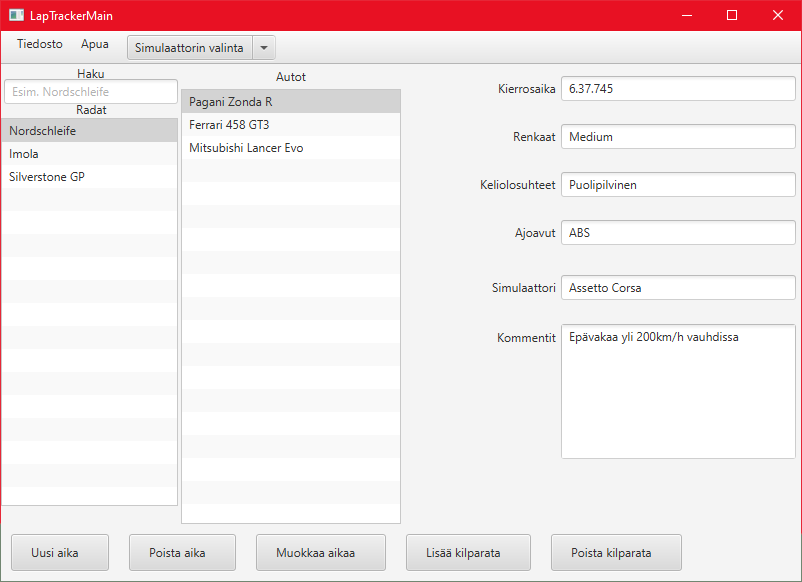 LapTrackerMain
Tiedosto Apua Simulaattorin valinta
Haku
Esim. Nordschleife
Radat
Nordschleife
Imola
Silverstone GP
Autot
Pagani Zonda R
Ferrari 458 GT3
Mitsubishi Lancer Evo
Kierrosaika 6.37.745
Renkaat Medium
Keliolosuhteet Puolipilvinen
Ajoavut ABS
Simulaattori Assetto Corsa
Kommentit Epävakaa yli 200km/h vauhdissa
Uusi aika Poista aika Muokkaa aikaa Lisää kilparata Poista kilparata